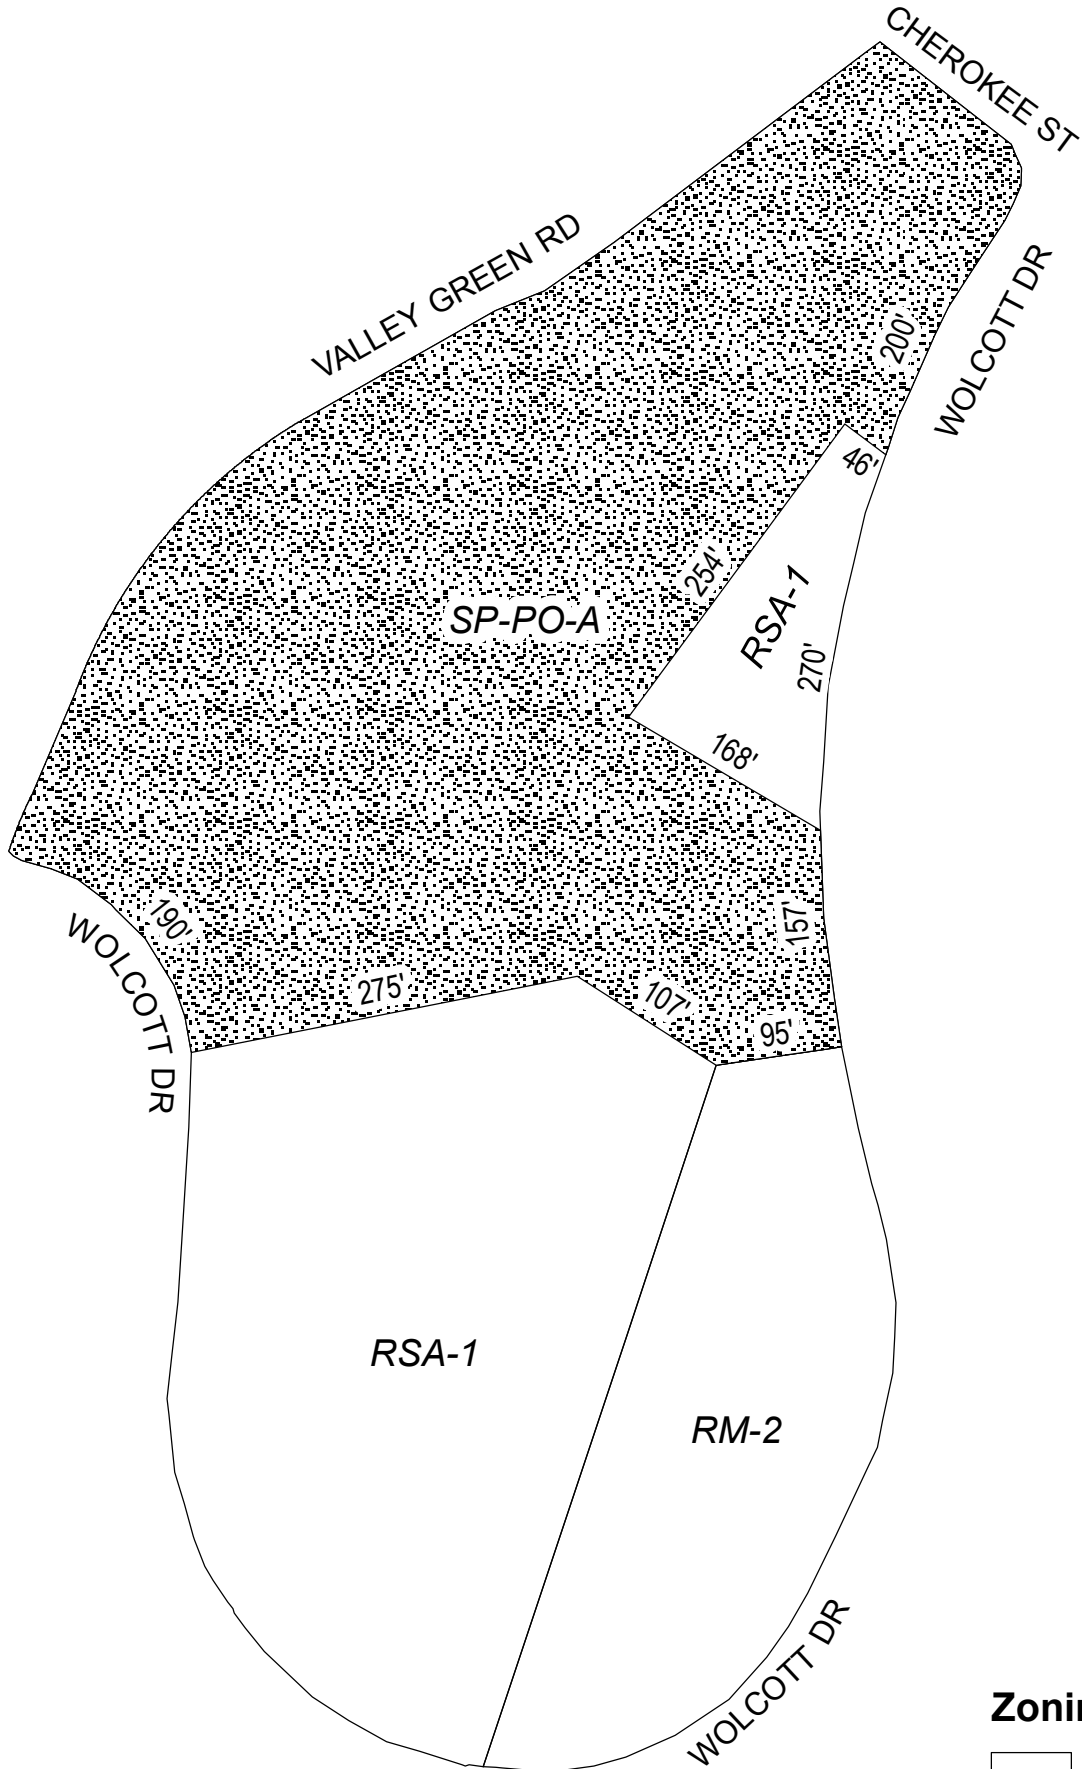 CHEROKEE ST
VALLEY GREEN RD
WOLCOTT DR
200'
46'
254'
RSA-1
SP-PO-A
270'
168'
190'
WOLCOTT DR
157'
275'
107'
95'
RSA-1
RM-2
WOLCOTT DR